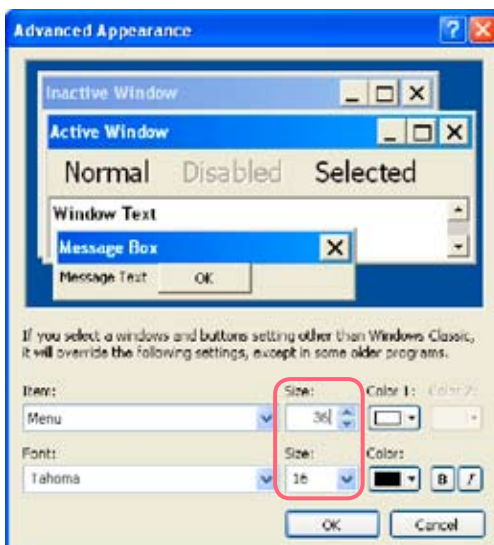 Advanced Appearance
Inactive Window
Active Window
Normal Disabled Selected
Window Text
Message Box
Message Text OK
If you select a windows and buttons setting other than Windows Classic,
it will override the following settings, except in some older programs.
Item: Size: Color 1: Color 2:
Menu 36
Font: Size: Color:
Tahoma 16 B I
OK Cancel